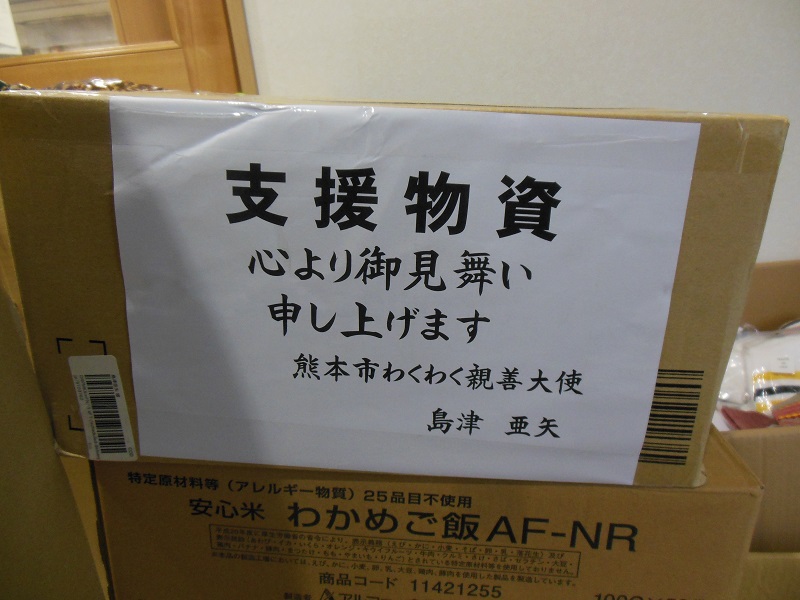 支援物資
心より御見舞い
申し上げます
熊本市わくわく親善大使
島津 亜矢
特定原材料等（アレルギー物質）25品目不使用
安心米 わかめご飯 AF-NR
商品コード 11421255